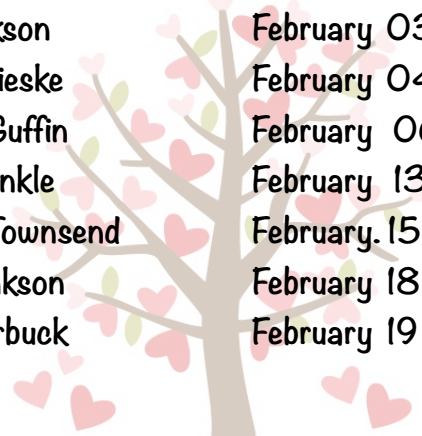 kson February 03
ieske February 04
Guffin February 06
nkle February 13
Townsend February. 15
kson February 18
rbuck February 19